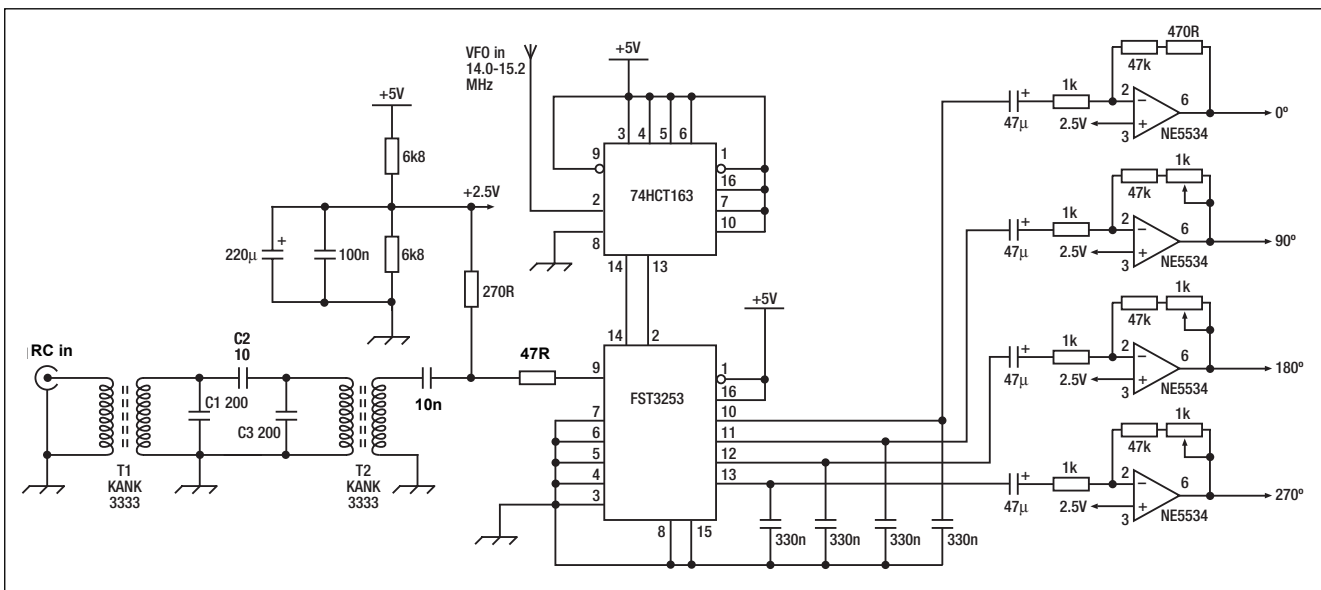 VFO in
14.0-15.2
MHz
+5V
+5V
6k8
+2.5V
220µ
+
100n
6k8
270R
3
4
5
6
9
1
16
2
7
10
8
14
13
74HCT163
RC in
T1
KANK
3333
C1 200
C2
10
C3 200
T2
KANK
3333
10n
47R
+5V
14
2
9
1
16
7
10
6
11
5
12
4
13
3
8
15
FST3253
330n
330n
330n
330n
47µ
+
1k
47k
470R
2
−
6
2.5V
+
3
NE5534
0º
47µ
+
1k
47k
1k
2
−
6
2.5V
+
3
NE5534
90º
47µ
+
1k
47k
1k
2
−
6
2.5V
+
3
NE5534
180º
47µ
+
1k
47k
1k
2
−
6
2.5V
+
3
NE5534
270º